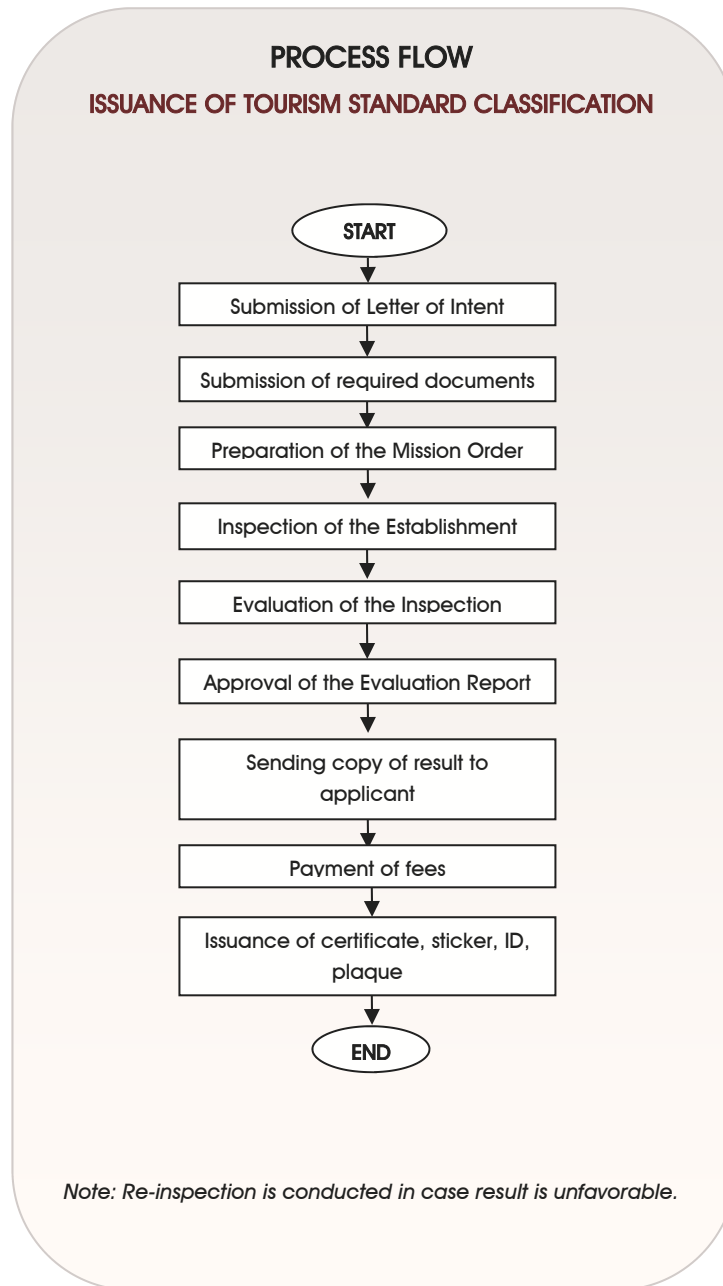 PROCESS FLOW
ISSUANCE OF TOURISM STANDARD CLASSIFICATION
START
Submission of Letter of Intent
Submission of required documents
Preparation of the Mission Order
Inspection of the Establishment
Evaluation of the Inspection
Approval of the Evaluation Report
Sending copy of result to
applicant
Payment of fees
Issuance of certificate, sticker, ID,
plaque
END
Note: Re-inspection is conducted in case result is unfavorable.